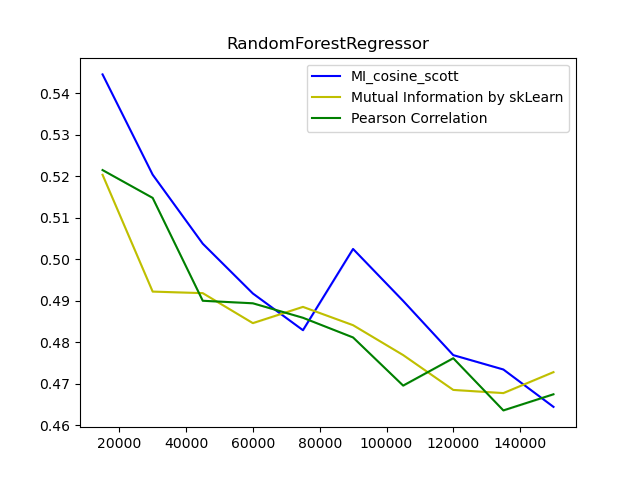 RandomForestRegressor
MI_cosine_scott
Mutual Information by skLearn
Pearson Correlation
0.54
0.53
0.52
0.51
0.50
0.49
0.48
0.47
0.46
20000 40000 60000 80000 100000 120000 140000